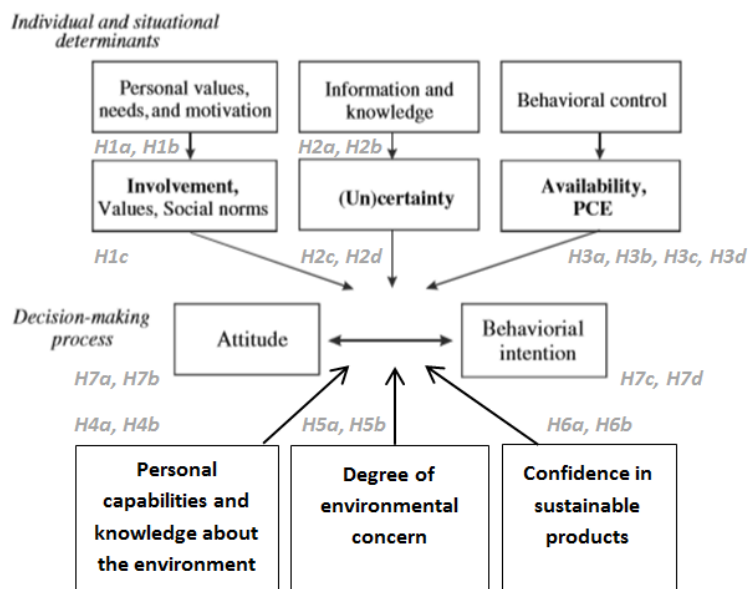 Individual and situational
determinants
Personal values,
needs, and motivation
Information and
knowledge
Behavioral control
H1a, H1b
H2a, H2b
Involvement,
Values, Social norms
(Un)certainty
Availability,
PCE
H1c
H2c, H2d
H3a, H3b, H3c, H3d
Decision-making
process
Attitude
Behaviorial
intention
H7a, H7b
H7c, H7d
H4a, H4b
H5a, H5b
H6a, H6b
Personal
capabilities and
knowledge about
the environment
Degree of
environmental
concern
Confidence in
sustainable
products